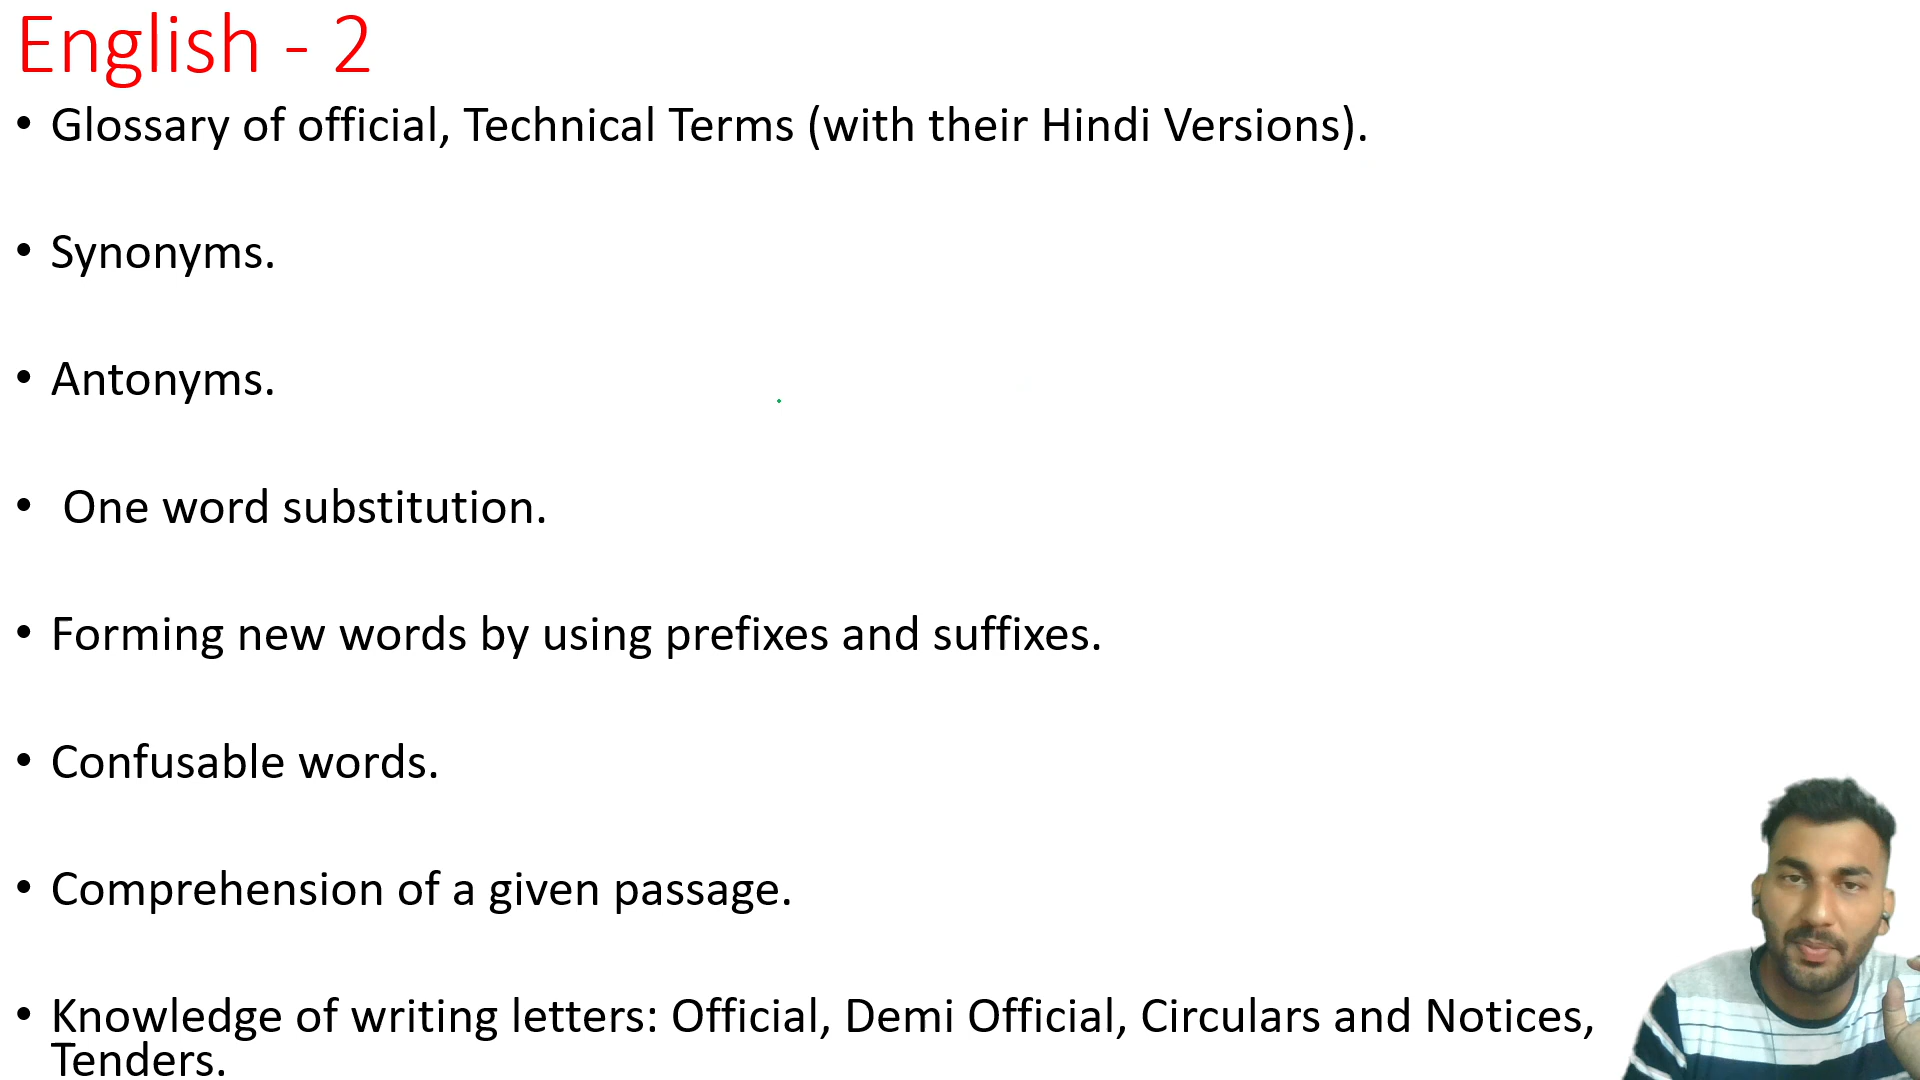 English - 2
• Glossary of official, Technical Terms (with their Hindi Versions).
• Synonyms.
• Antonyms.
• One word substitution.
• Forming new words by using prefixes and suffixes.
• Confusable words.
• Comprehension of a given passage.
• Knowledge of writing letters: Official, Demi Official, Circulars and Notices,
Tenders.